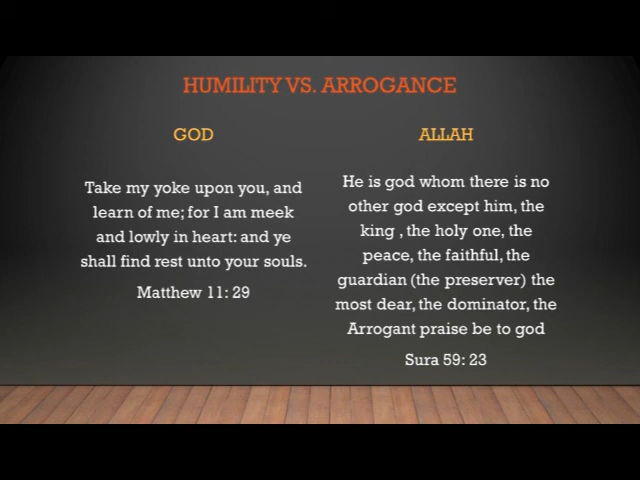 HUMILITY VS. ARROGANCE
GOD
Take my yoke upon you, and
learn of me; for I am meek
and lowly in heart: and ye
shall find rest unto your souls.
Matthew 11: 29
ALLAH
He is god whom there is no
other god except him, the
king , the holy one, the
peace, the faithful, the
guardian (the preserver) the
most dear, the dominator, the
Arrogant praise be to god
Sura 59: 23